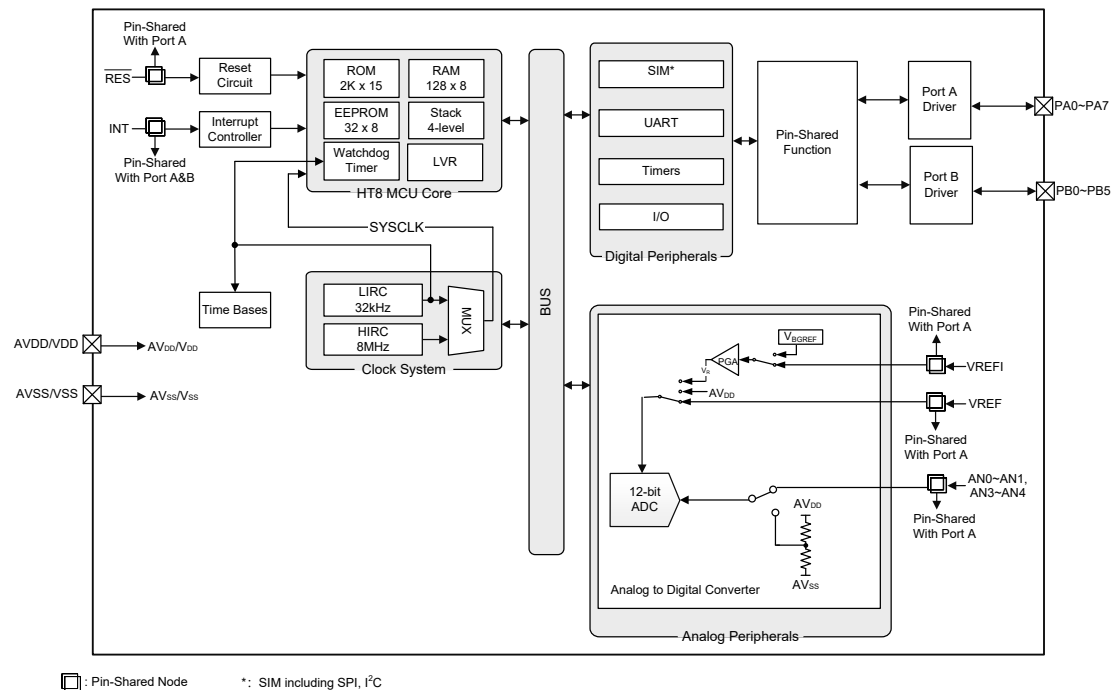 Pin-Shared
With Port A
RES
Reset
Circuit
INT
Interrupt
Controller
Pin-Shared
With Port A&B
ROM
2K x 15
RAM
128 x 8
EEPROM
32 x 8
Stack
4-level
Watchdog
Timer
LVR
HT8 MCU Core
SYSCLK
Time Bases
LIRC
32kHz
HIRC
8MHz
MUX
Clock System
AVDD/VDD
AVDD/VDD
AVSS/VSS
AVSS/VSS
BUS
SIM*
UART
Timers
I/O
Digital Peripherals
Pin-Shared
Function
Port A
Driver
Port B
Driver
PA0~PA7
PB0~PB5
VBGREF
PGA
VR
AVDD
Pin-Shared
With Port A
VREFI
VREF
Pin-Shared
With Port A
12-bit
ADC
AN0~AN1,
AN3~AN4
Pin-Shared
With Port A
AVDD
AVSS
Analog to Digital Converter
Analog Peripherals
: Pin-Shared Node
*: SIM including SPI, I²C